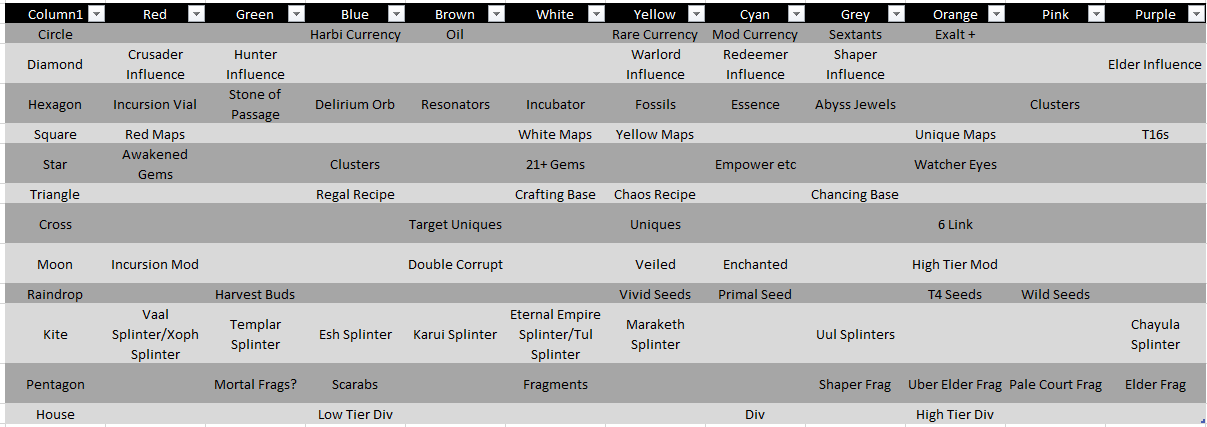 Column1 Red Green Blue Brown White Yellow Cyan Grey Orange Pink Purple
Circle Harbi Currency Oil Rare Currency Mod Currency Sextants Exalt +
Diamond Crusader Influence Hunter Influence Warlord Influence Redeemer Influence Shaper Influence Elder Influence
Hexagon Incursion Vial Stone of Passage Delirium Orb Resonators Incubator Fossils Essence Abyss Jewels Clusters
Square Red Maps White Maps Yellow Maps Unique Maps T16s
Star Awakened Gems Clusters 21+ Gems Empower etc Watcher Eyes
Triangle Regal Recipe Crafting Base Chaos Recipe Chancing Base
Cross Target Uniques Uniques 6 Link
Moon Incursion Mod Double Corrupt Veiled Enchanted High Tier Mod
Raindrop Harvest Buds Vivid Seeds Primal Seed T4 Seeds Wild Seeds
Kite Vaal Splinter/Xoph Splinter Templar Splinter Esh Splinter Karui Splinter Eternal Empire Splinter/Tul Splinter Maraketh Splinter Uul Splinters Chayula Splinter
Pentagon Mortal Frags? Scarabs Fragments Shaper Frag Uber Elder Frag Pale Court Frag Elder Frag
House Low Tier Div Div High Tier Div